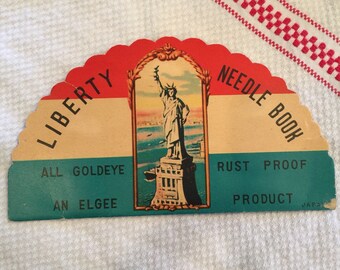 LIBERTY NEEDLE BOOK
ALL GOLDEYE RUST PROOF
AN ELGEE PRODUCT